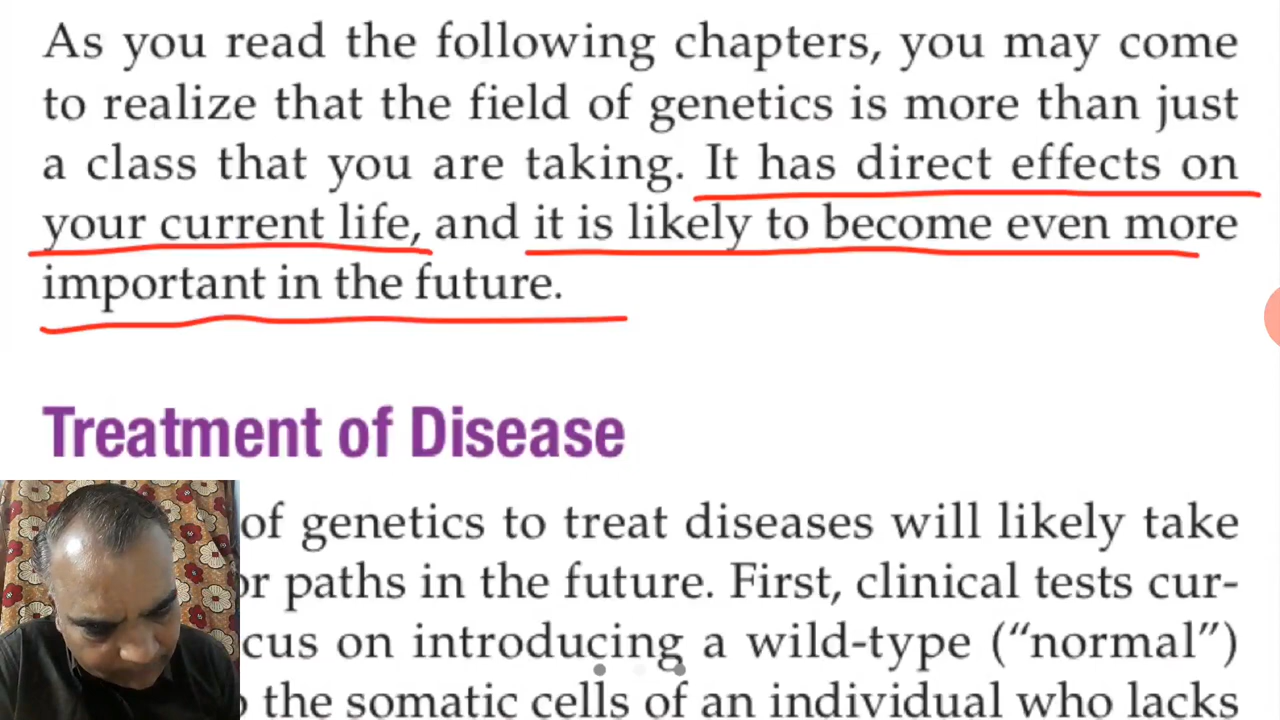 As you read the following chapters, you may come
to realize that the field of genetics is more than just
a class that you are taking. It has direct effects on
your current life, and it is likely to become even more
important in the future.
Treatment of Disease
of genetics to treat diseases will likely take
paths in the future. First, clinical tests cur-
on introducing a wild-type (“normal”)
the somatic cells of an individual who lacks